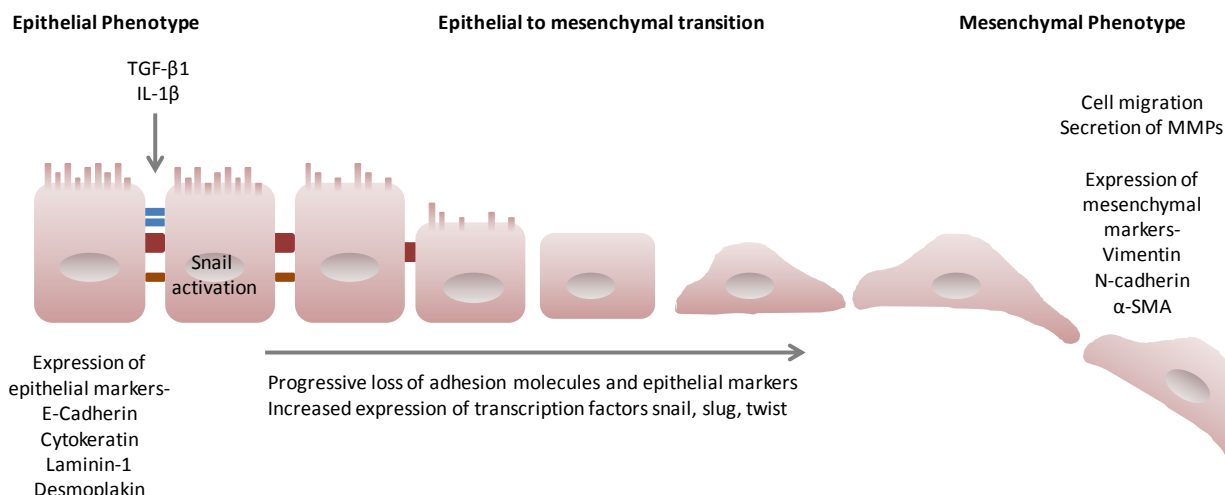 Epithelial Phenotype
Epithelial to mesenchymal transition
Mesenchymal Phenotype
TGF-β1
IL-1β
Cell migration
Secretion of MMPs
Expression of
mesenchymal
markers-
Vimentin
N-cadherin
α-SMA
Snail
activation
Expression of
epithelial markers-
E-Cadherin
Cytokeratin
Laminin-1
Desmoplakin
Progressive loss of adhesion molecules and epithelial markers
Increased expression of transcription factors snail, slug, twist